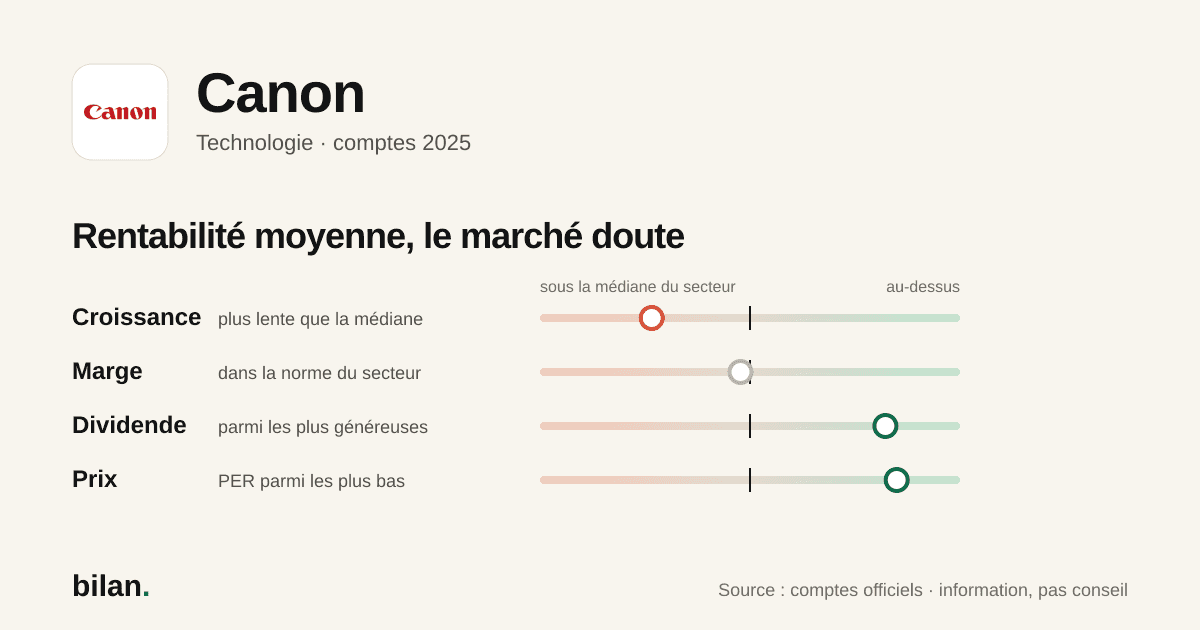 Canon
Canon
Technologie · comptes 2025
Rentabilité moyenne, le marché doute
sous la médiane du secteur au-dessus
Croissance plus lente que la médiane
Marge dans la norme du secteur
Dividende parmi les plus généreuses
Prix PER parmi les plus bas
bilan.
Source : comptes officiels · information, pas conseil